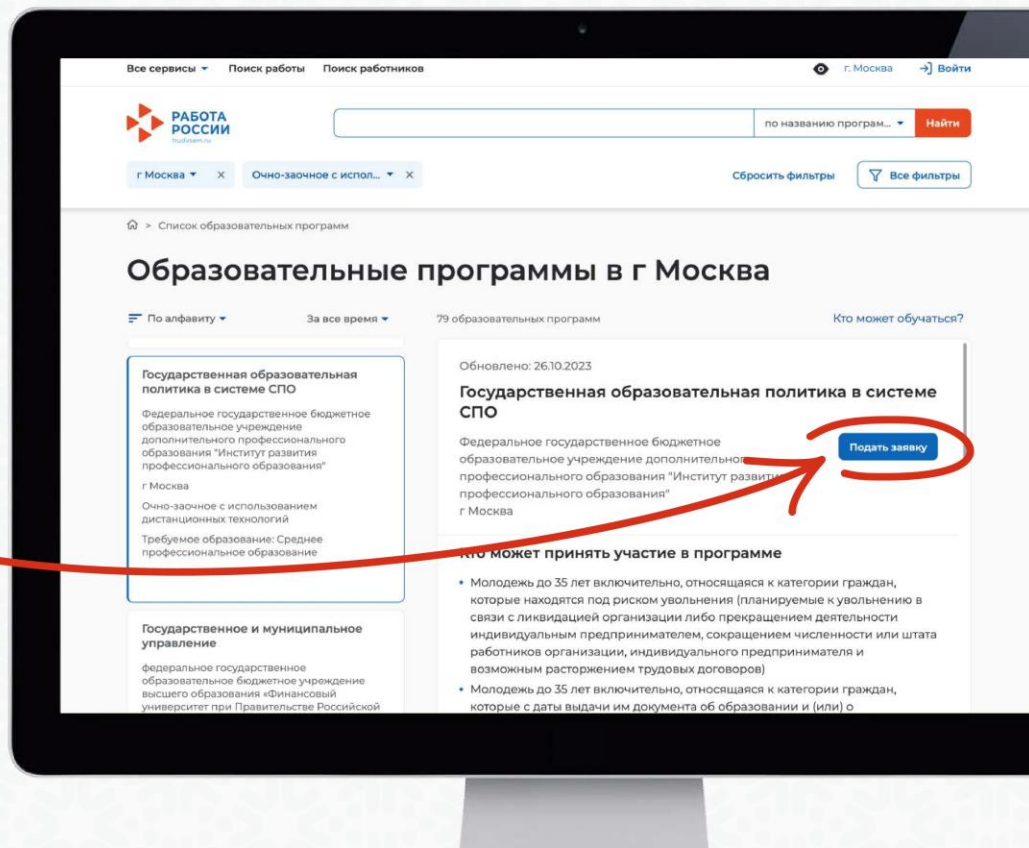 Все сервисы Поиск работы Поиск работников г. Москва Войти
РАБОТА
РОССИИ
trudvsem.ru
по названию програм... Найти
г Москва × Очно-заочное с испол... × Сбросить фильтры Все фильтры
> Список образовательных программ
Образовательные программы в г Москва
По алфавиту За все время 79 образовательных программ Кто может обучаться?
Государственная образовательная
политика в системе СПО
Федеральное государственное бюджетное
образовательное учреждение
дополнительного профессионального
образования "Институт развития
профессионального образования"
г Москва
Очно-заочное с использованием
дистанционных технологий
Требуемое образование: Среднее
профессиональное образование
Государственное и муниципальное
управление
федеральное государственное
образовательное бюджетное учреждение
высшего образования «Финансовый
университет при Правительстве Российской
Обновлено: 26.10.2023
Государственная образовательная политика в системе
СПО
Федеральное государственное бюджетное
образовательное учреждение дополнительного
профессионального образования "Институт развития
профессионального образования"
г Москва
Подать заявку
Кто может принять участие в программе
• Молодежь до 35 лет включительно, относящаяся к категории граждан,
которые находятся под риском увольнения (планируемые к увольнению в
связи с ликвидацией организации либо прекращением деятельности
индивидуальным предпринимателем, сокращением численности или штата
работников организации, индивидуального предпринимателя и
возможным расторжением трудовых договоров)
• Молодежь до 35 лет включительно, относящаяся к категории граждан,
которые с даты выдачи им документа об образовании и (или) о